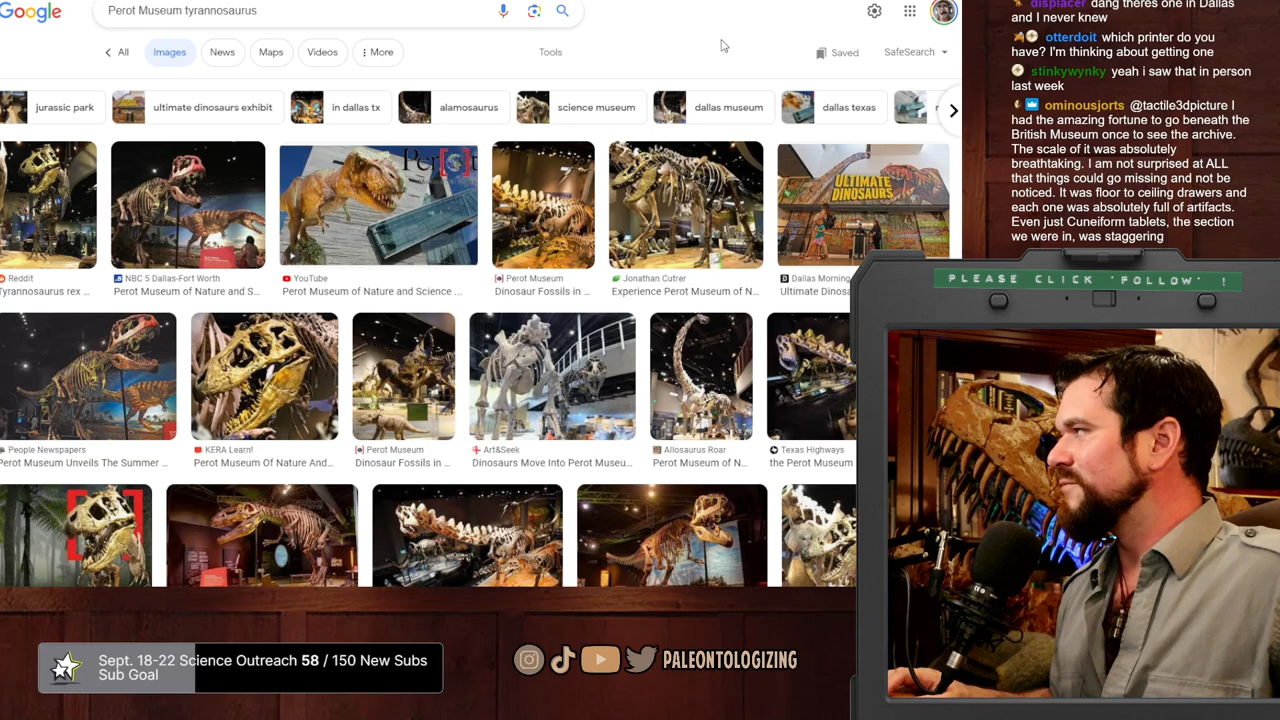 Google
Perot Museum tyrannosaurus
All
Images
News
Maps
Videos
More
Tools
Saved
SafeSearch
jurassic park
ultimate dinosaurs exhibit
in dallas tx
alamosaurus
science museum
dallas museum
dallas texas
Per[o]t
ULTIMATE
DINOSAURS
Reddit
Tyrannosaurus rex ...
NBC 5 Dallas-Fort Worth
Perot Museum of Nature and S...
YouTube
Perot Museum of Nature and Science ...
Perot Museum
Dinosaur Fossils in ...
Jonathan Cutrer
Experience Perot Museum of N...
Dallas Morning
Ultimate Dinosa
People Newspapers
Perot Museum Unveils The Summer ...
KERA Learn!
Perot Museum Of Nature And...
Perot Museum
Dinosaur Fossils in ...
Art&Seek
Dinosaurs Move Into Perot Museu...
Allosaurus Roar
Perot Museum of N...
Texas Highways
the Perot Museum
displacer dang theres one in Dallas
and I never knew
otterdoit which printer do you
have? I'm thinking about getting one
stinkywynky yeah i saw that in person
last week
ominousjorts @tactile3dpicture I
had the amazing fortune to go beneath the
British Museum once to see the archive.
The scale of it was absolutely
breathtaking. I am not surprised at ALL
that things could go missing and not be
noticed. It was floor to ceiling drawers and
each one was absolutely full of artifacts.
Even just Cuneiform tablets, the section
we were in, was staggering
PLEASE CLICK 'FOLLOW' !
Sept. 18-22 Science Outreach 58 / 150 New Subs
Sub Goal
PALEONTOLOGIZING